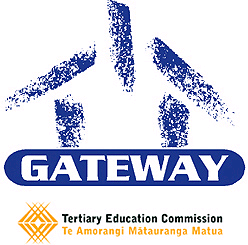 GATEWAY
Tertiary Education Commission
Te Amorangi Mātauranga Matua